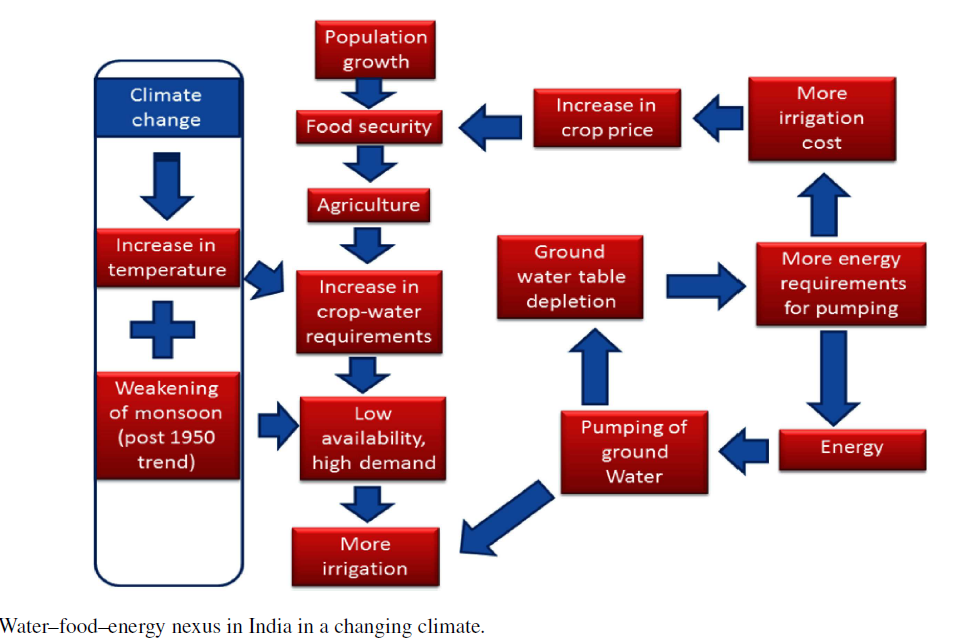 Population
growth
Climate
change
Food security
Increase in
crop price
More
irrigation
cost
Agriculture
Increase in
temperature
Increase in
crop-water
requirements
Ground
water table
depletion
More energy
requirements
for pumping
Weakening
of monsoon
(post 1950
trend)
Low
availability,
high demand
Pumping of
ground
Water
Energy
More
irrigation
Water–food–energy nexus in India in a changing climate.